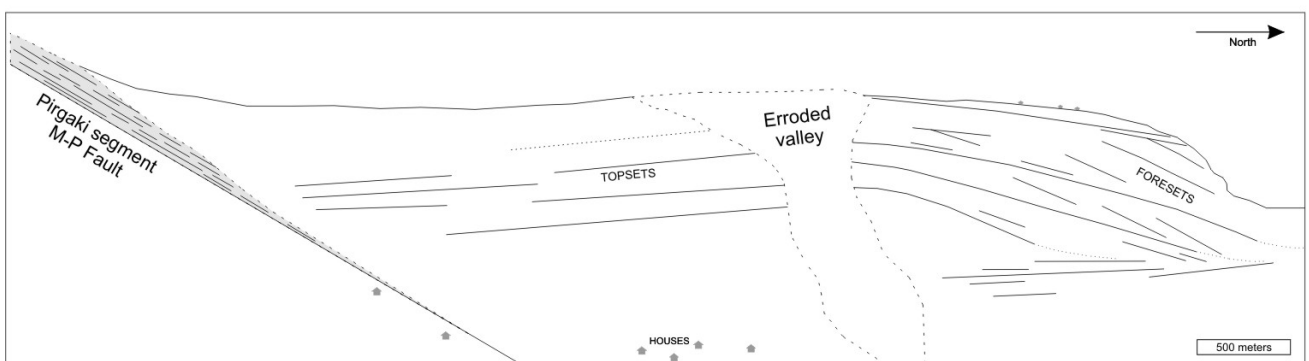 North
Pirgaki segment
M-P Fault
Erroded
valley
TOPSETS
FORESETS
HOUSES
500 meters